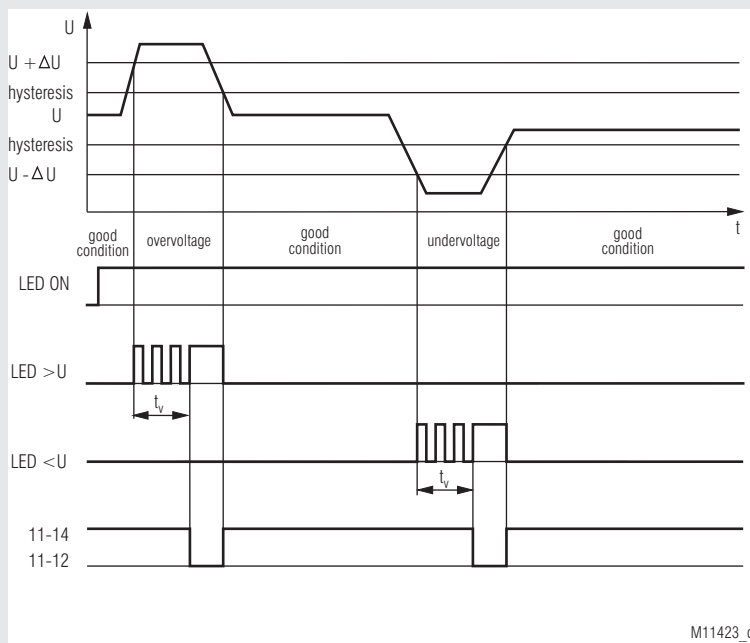 U
U + ΔU
hysteresis
U
hysteresis
U - Δ U
t
good condition
overvoltage
good condition
undervoltage
good condition
LED ON
LED >U
tv
LED <U
tv
11-14
11-12